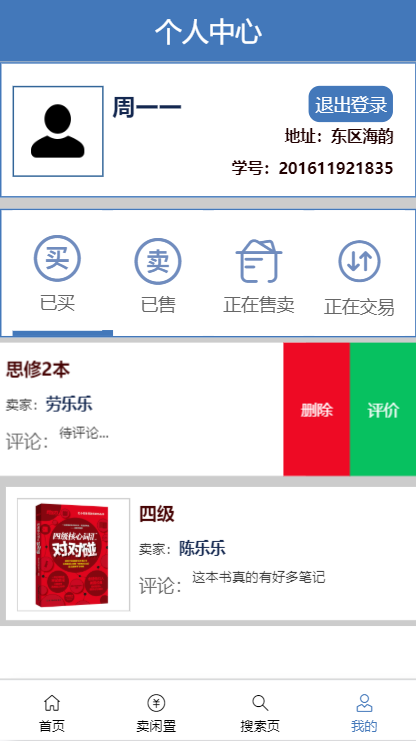 个人中心
周一一
退出登录
地址：东区海韵
学号：201611921835
买
卖
已买
已售
正在售卖
正在交易
思修2本
卖家：劳乐乐
评论：待评论...
删除
评价
四级核心词汇
对对碰
四级
卖家：陈乐乐
评论：这本书真的有好多笔记
首页
卖闲置
搜索页
我的